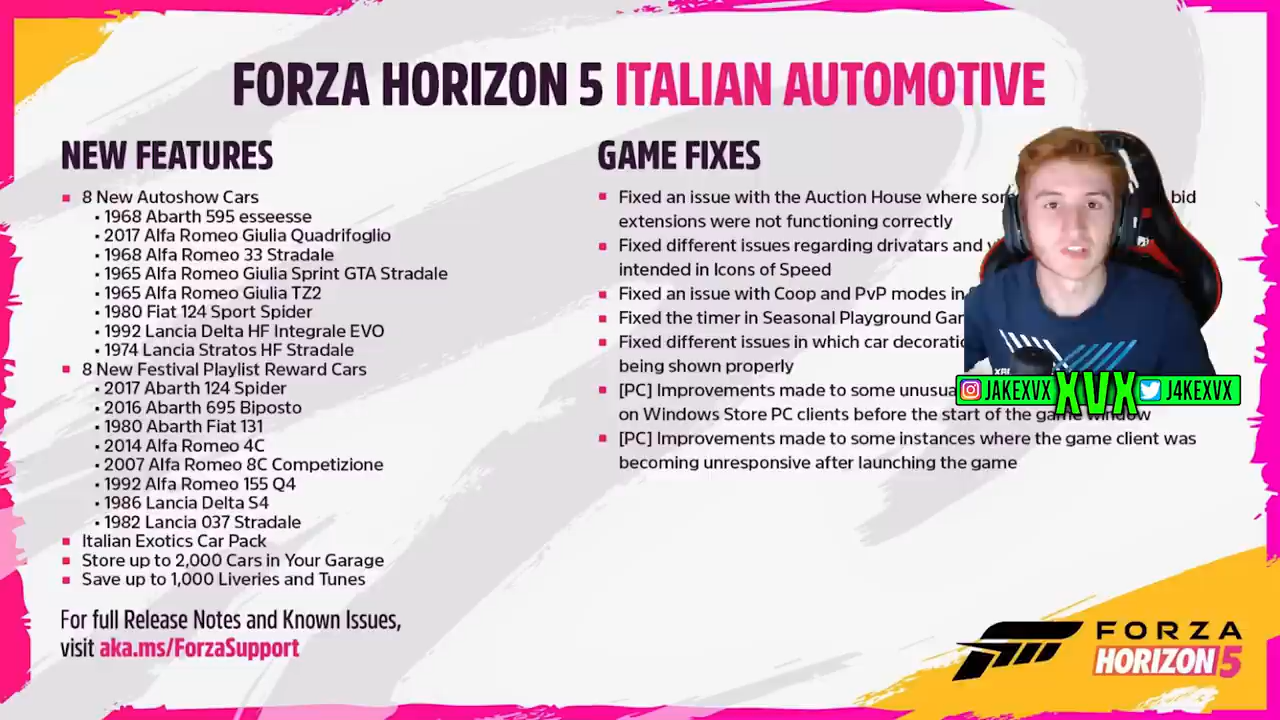 FORZA HORIZON 5 ITALIAN AUTOMOTIVE
NEW FEATURES
8 New Autoshow Cars
1968 Abarth 595 esseesse
2017 Alfa Romeo Giulia Quadrifoglio
1968 Alfa Romeo 33 Stradale
1965 Alfa Romeo Giulia Sprint GTA Stradale
1965 Alfa Romeo Giulia TZ2
1980 Fiat 124 Sport Spider
1992 Lancia Delta HF Integrale EVO
1974 Lancia Stratos HF Stradale
8 New Festival Playlist Reward Cars
2017 Abarth 124 Spider
2016 Abarth 695 Biposto
1980 Abarth Fiat 131
2014 Alfa Romeo 4C
2007 Alfa Romeo 8C Competizione
1992 Alfa Romeo 155 Q4
1986 Lancia Delta S4
1982 Lancia 037 Stradale
Italian Exotics Car Pack
Store up to 2,000 Cars in Your Garage
Save up to 1,000 Liveries and Tunes
For full Release Notes and Known Issues,
visit aka.ms/ForzaSupport
GAME FIXES
Fixed an issue with the Auction House where bid
extensions were not functioning correctly
Fixed different issues regarding drivatars and
intended in Icons of Speed
Fixed an issue with Coop and PvP modes in
Fixed the timer in Seasonal Playground
Fixed different issues in which car
being shown properly
[PC] Improvements made to some
on Windows Store PC clients before the start of the game window
[PC] Improvements made to some instances where the game client was
becoming unresponsive after launching the game
JAKEXVX XVX J4KEXVX
FORZA
HORIZON 5